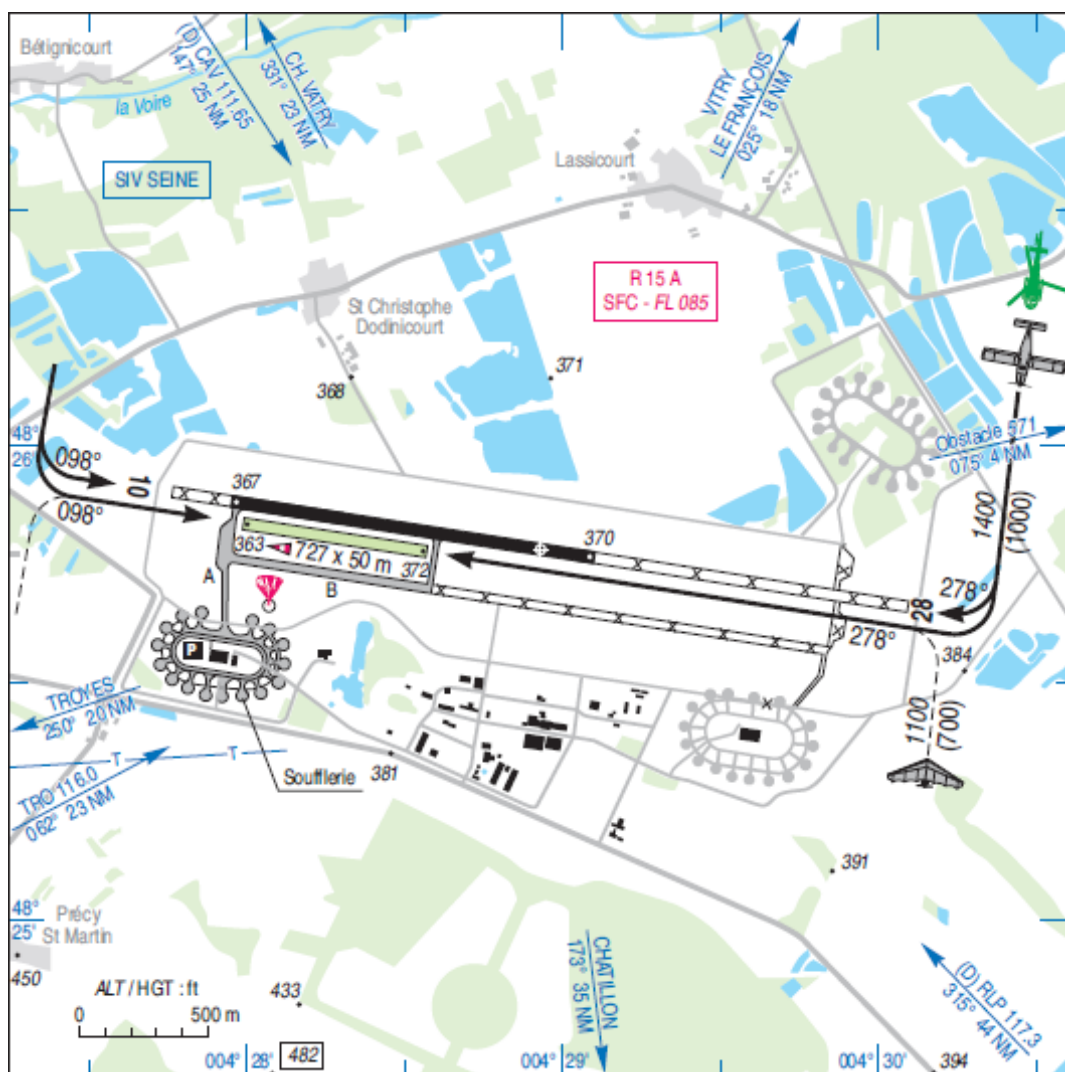 Bétignicourt
la Voire
(D) CAV 111.65
147° 25 NM
CH. VATRY
331° 23 NM
VITRY
LE FRANÇOIS
025° 18 NM
Lassicourt
SIV SEINE
R 15 A
SFC - FL 085
St Christophe
Dodinicourt
371
368
48°
26'
Obstacle 571
075° 4 NM
098°
098°
10
367
370
363
727 x 50 m
372
A
B
1400
(1000)
278°
28
278°
384
P
TROYES
250° 20 NM
1100
(700)
T
T
TRO 116.0
062° 23 NM
Soufflerie
381
391
48°
25'
Précy
St Martin
450
ALT / HGT : ft
0
500 m
433
CHATILLON
173° 35 NM
(D) RLP 117.3
315° 44 NM
004° 28'
482
004° 29'
004° 30'
394